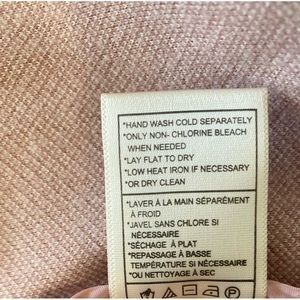 *HAND WASH COLD SEPARATELY
*ONLY NON- CHLORINE BLEACH
WHEN NEEDED
*LAY FLAT TO DRY
*LOW HEAT IRON IF NECESSARY
*OR DRY CLEAN
*LAVER À LA MAIN SÉPARÉMENT
À FROID
*JAVEL SANS CHLORE SI
NÉCESSAIRE
*SÉCHAGE À PLAT
*REPASSAGE À BASSE
TEMPÉRATURE SI NÉCESSAIRE
*OU NETTOYAGE À SEC